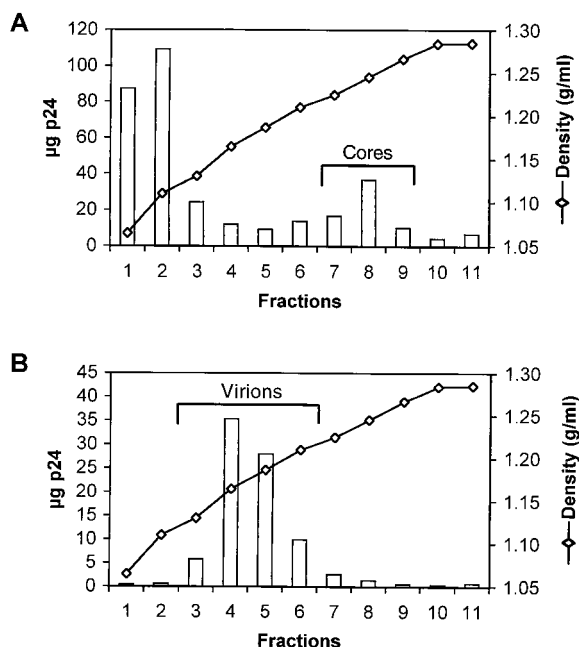 A
120
100
80
60
40
20
0
µg p24
1.30
1.25
1.20
1.15
1.10
1.05
Density (g/ml)
Cores
1 2 3 4 5 6 7 8 9 10 11
Fractions
B
45
40
35
30
25
20
15
10
5
0
µg p24
1.30
1.25
1.20
1.15
1.10
1.05
Density (g/ml)
Virions
1 2 3 4 5 6 7 8 9 10 11
Fractions